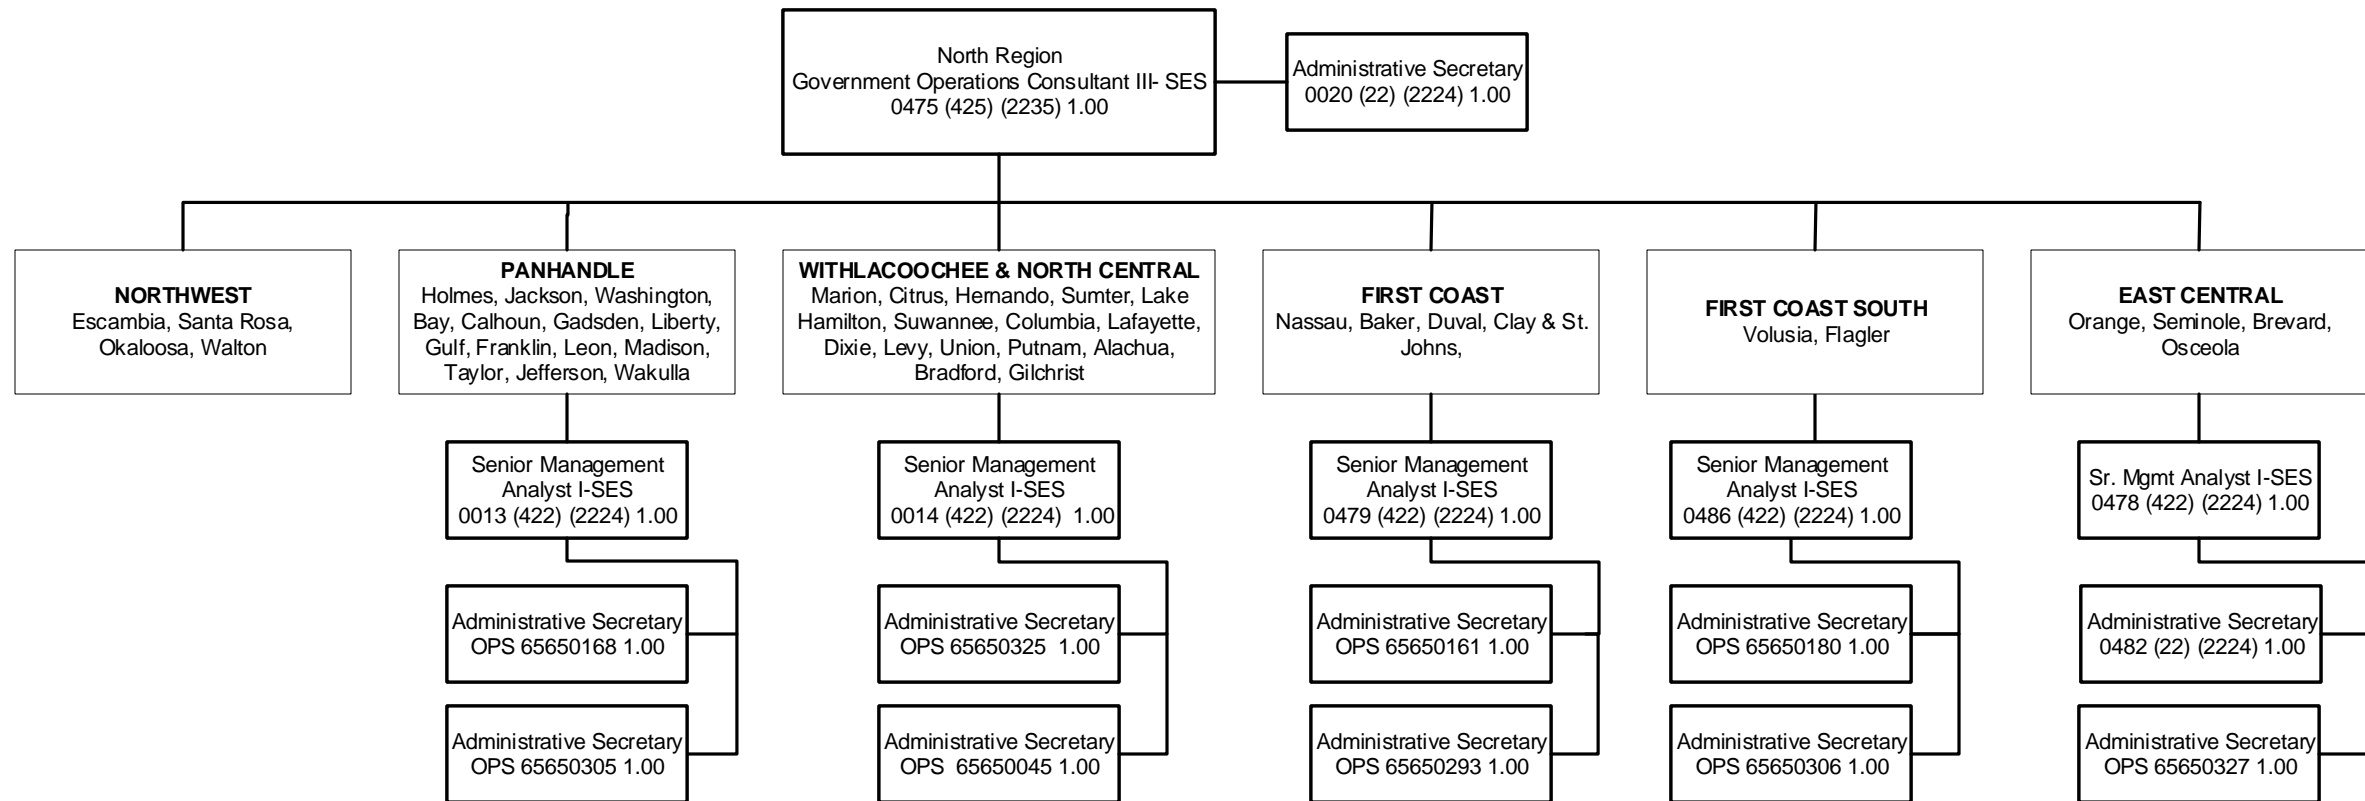 North Region
Government Operations Consultant III- SES
0475 (425) (2235) 1.00
Administrative Secretary
0020 (22) (2224) 1.00
NORTHWEST
Escambia, Santa Rosa,
Okaloosa, Walton
PANHANDLE
Holmes, Jackson, Washington,
Bay, Calhoun, Gadsden, Liberty,
Gulf, Franklin, Leon, Madison,
Taylor, Jefferson, Wakulla
WITHLACOOCHEE & NORTH CENTRAL
Marion, Citrus, Hernando, Sumter, Lake
Hamilton, Suwannee, Columbia, Lafayette,
Dixie, Levy, Union, Putnam, Alachua,
Bradford, Gilchrist
FIRST COAST
Nassau, Baker, Duval, Clay & St.
Johns,
FIRST COAST SOUTH
Volusia, Flagler
EAST CENTRAL
Orange, Seminole, Brevard,
Osceola
Senior Management
Analyst I-SES
0013 (422) (2224) 1.00
Senior Management
Analyst I-SES
0014 (422) (2224)  1.00
Senior Management
Analyst I-SES
0479 (422) (2224) 1.00
Senior Management
Analyst I-SES
0486 (422) (2224) 1.00
Sr. Mgmt Analyst I-SES
0478 (422) (2224) 1.00
Administrative Secretary
OPS 65650168 1.00
Administrative Secretary
OPS 65650325  1.00
Administrative Secretary
OPS 65650161 1.00
Administrative Secretary
OPS 65650180 1.00
Administrative Secretary
0482 (22) (2224) 1.00
Administrative Secretary
OPS 65650305 1.00
Administrative Secretary
OPS  65650045 1.00
Administrative Secretary
OPS 65650293 1.00
Administrative Secretary
OPS 65650306 1.00
Administrative Secretary
OPS 65650327 1.00